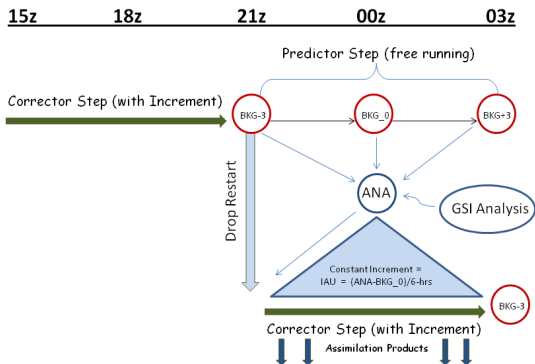 15z 18z 21z 00z 03z
Predictor Step (free running)
Corrector Step (with Increment)
BKG-3
BKG_0
BKG+3
Drop Restart
ANA
GSI Analysis
Constant Increment =
IAU = (ANA-BKG_0)/6-hrs
BKG-3
Corrector Step (with Increment)
Assimilation Products